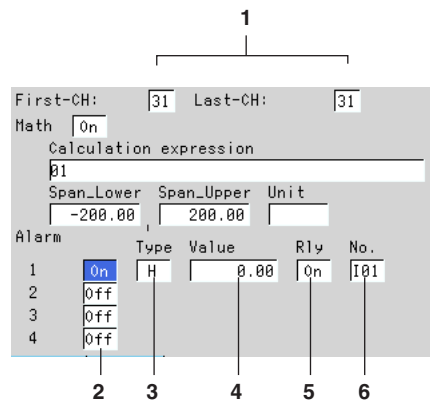 1
First-CH: 31 Last-CH: 31
Math On
Calculation expression
01
Span_Lower Span_Upper Unit
-200.00 200.00
Alarm Type Value Rly No.
1 On H 0.00 On I01
2 Off
3 Off
4 Off
2 3 4 5 6